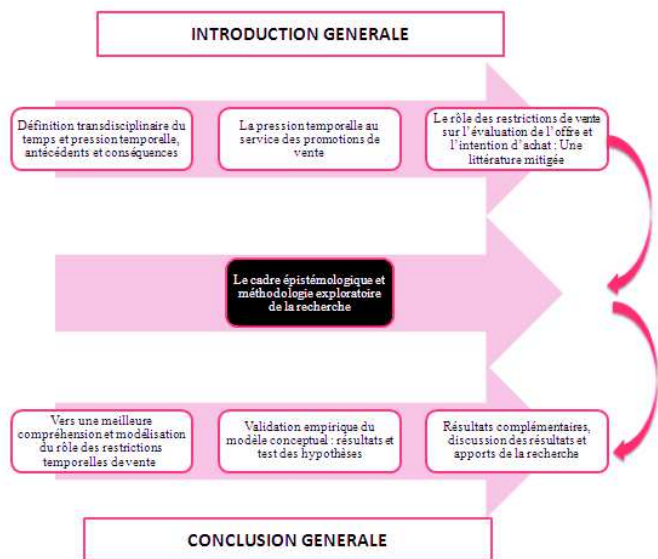 INTRODUCTION GENERALE
Définition transdisciplinaire du
temps et pression temporelle,
antécédents et conséquences
La pression temporelle au
service des promotions de
vente
Le rôle des restrictions de vente
sur l'évaluation de l'offre et
l'intention d'achat : Une
littérature mitigée
Le cadre épistémologique et
méthodologie exploratoire
de la recherche
Vers une meilleure
compréhension et modélisation
du rôle des restrictions
temporelles de vente
Validation empirique du
modèle conceptuel : résultats et
test des hypothèses
Résultats complémentaires,
discussion des résultats et
apports de la recherche
CONCLUSION GENERALE